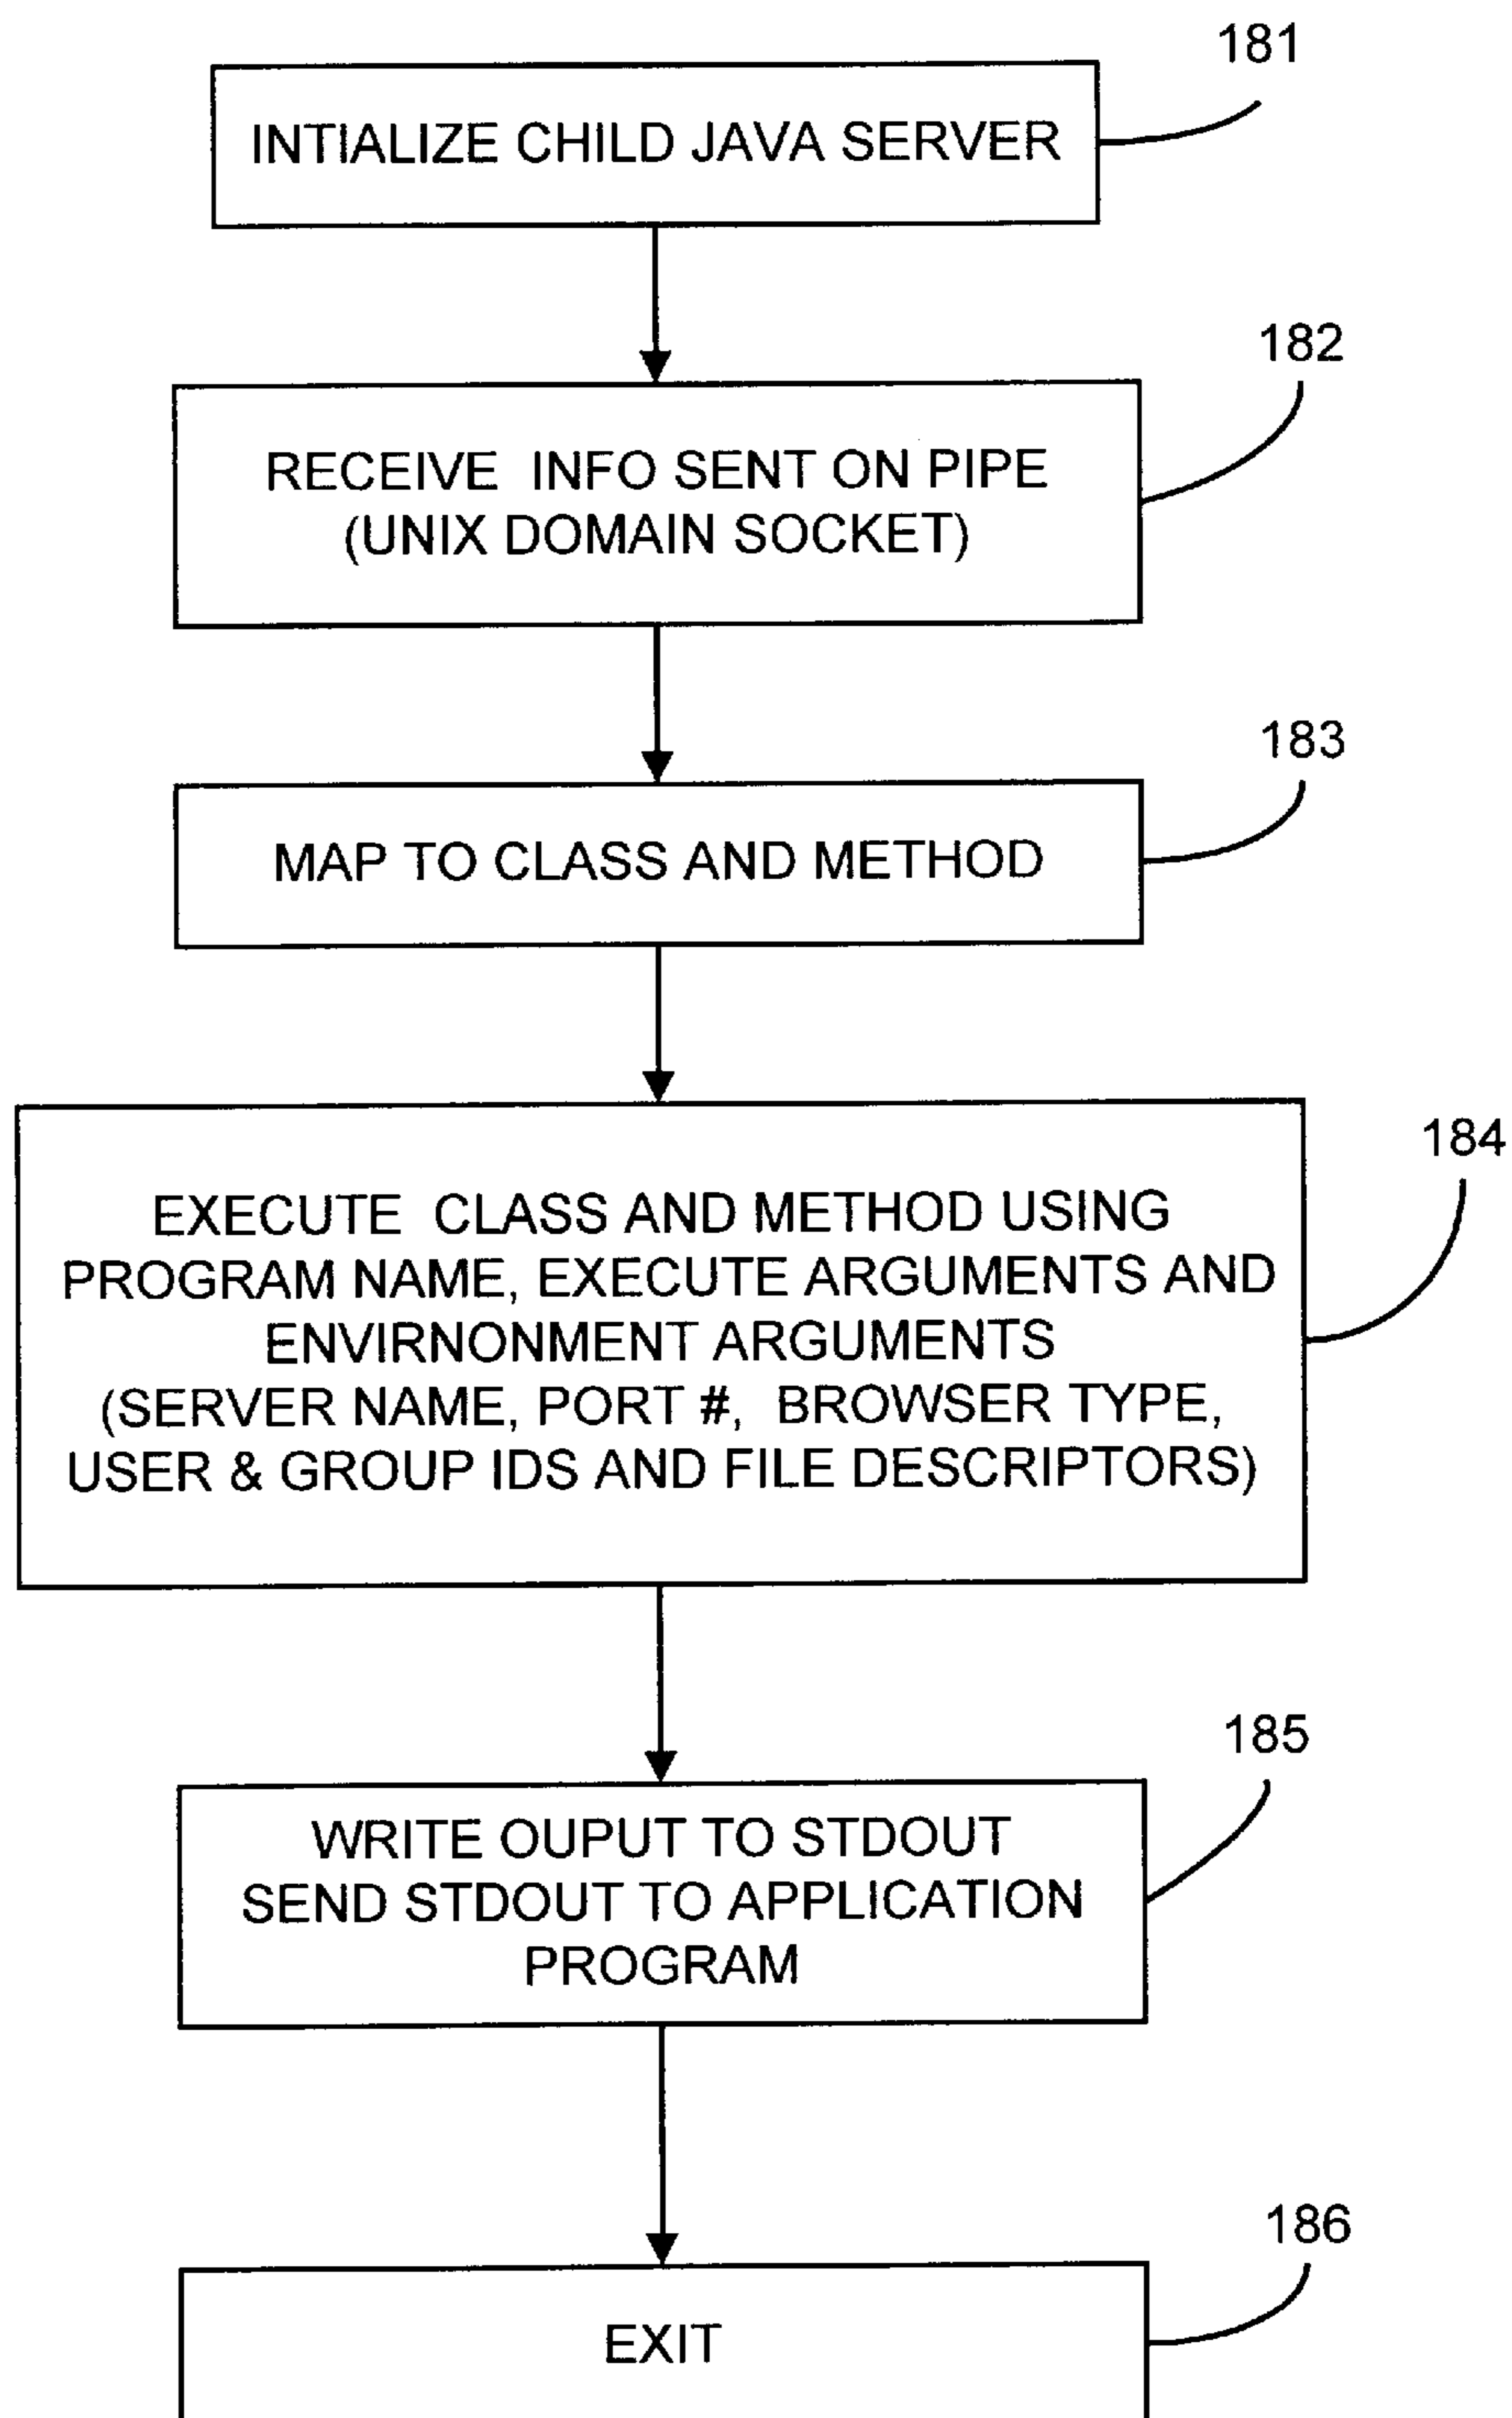 181
INTIALIZE CHILD JAVA SERVER
182
RECEIVE INFO SENT ON PIPE
(UNIX DOMAIN SOCKET)
183
MAP TO CLASS AND METHOD
184
EXECUTE CLASS AND METHOD USING
PROGRAM NAME, EXECUTE ARGUMENTS AND
ENVIRNONMENT ARGUMENTS
(SERVER NAME, PORT #, BROWSER TYPE,
USER & GROUP IDS AND FILE DESCRIPTORS)
185
WRITE OUPUT TO STDOUT
SEND STDOUT TO APPLICATION
PROGRAM
186
EXIT